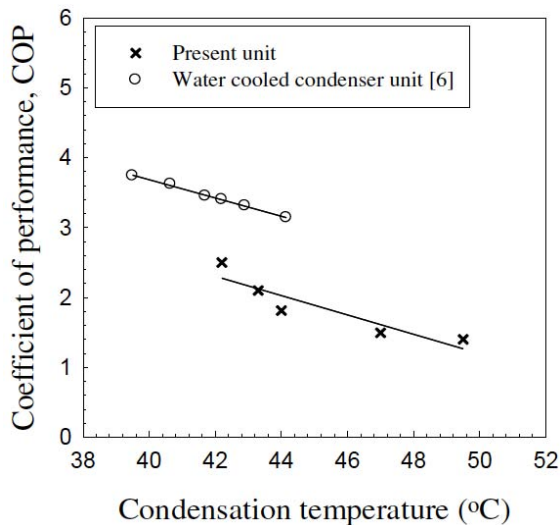 Coefficient of performance, COP
6
5
4
3
2
1
0
Present unit
Water cooled condenser unit [6]
38 40 42 44 46 48 50 52
Condensation temperature (ºC)